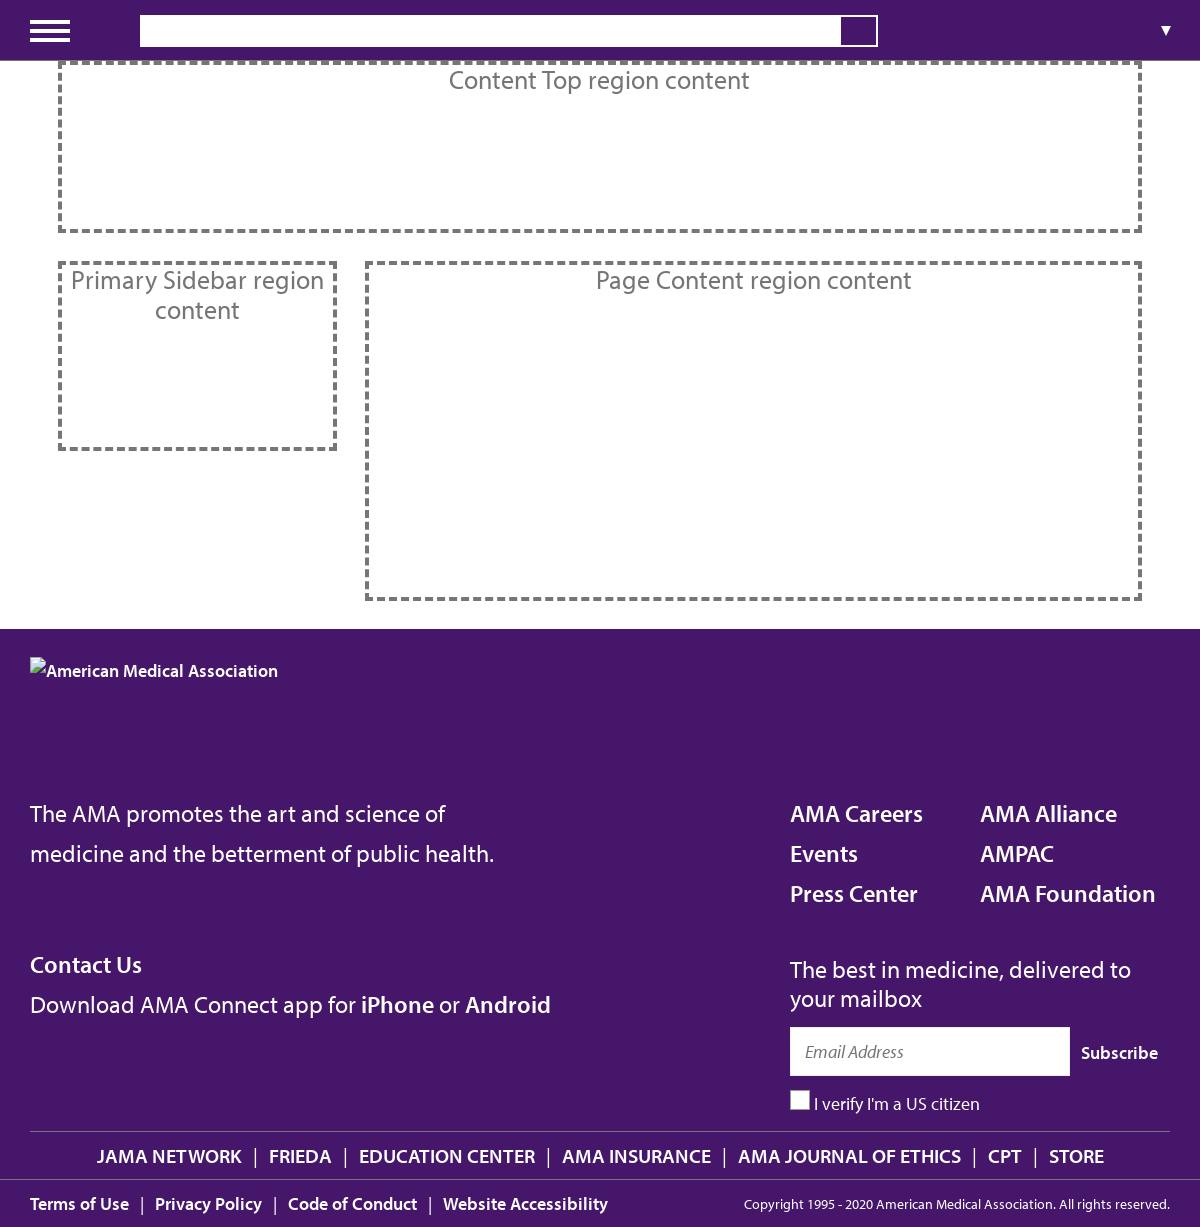 Content Top region content
Primary Sidebar region
content
Page Content region content
American Medical Association
The AMA promotes the art and science of
medicine and the betterment of public health.
AMA Careers
Events
Press Center
AMA Alliance
AMPAC
AMA Foundation
Contact Us
Download AMA Connect app for iPhone or Android
The best in medicine, delivered to
your mailbox
Email Address
Subscribe
I verify I'm a US citizen
JAMA NETWORK | FRIEDA | EDUCATION CENTER | AMA INSURANCE | AMA JOURNAL OF ETHICS | CPT | STORE
Terms of Use | Privacy Policy | Code of Conduct | Website Accessibility
Copyright 1995 - 2020 American Medical Association. All rights reserved.